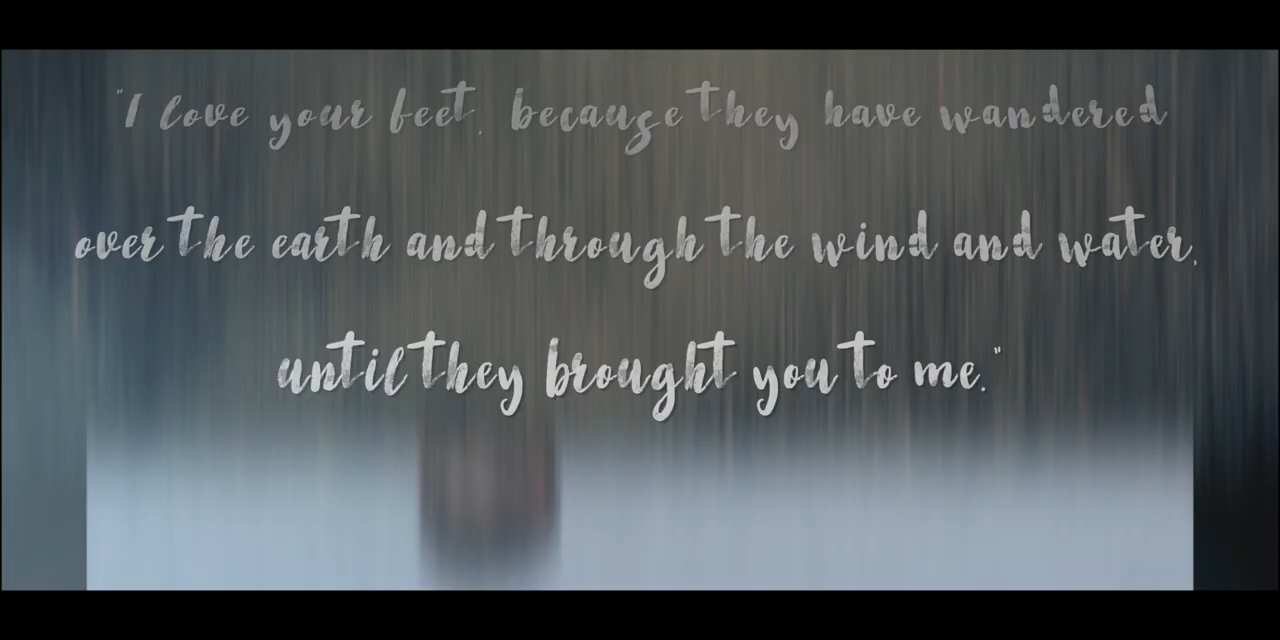 "I love your feet, because they have wandered
over the earth and through the wind and water,
until they brought you to me."